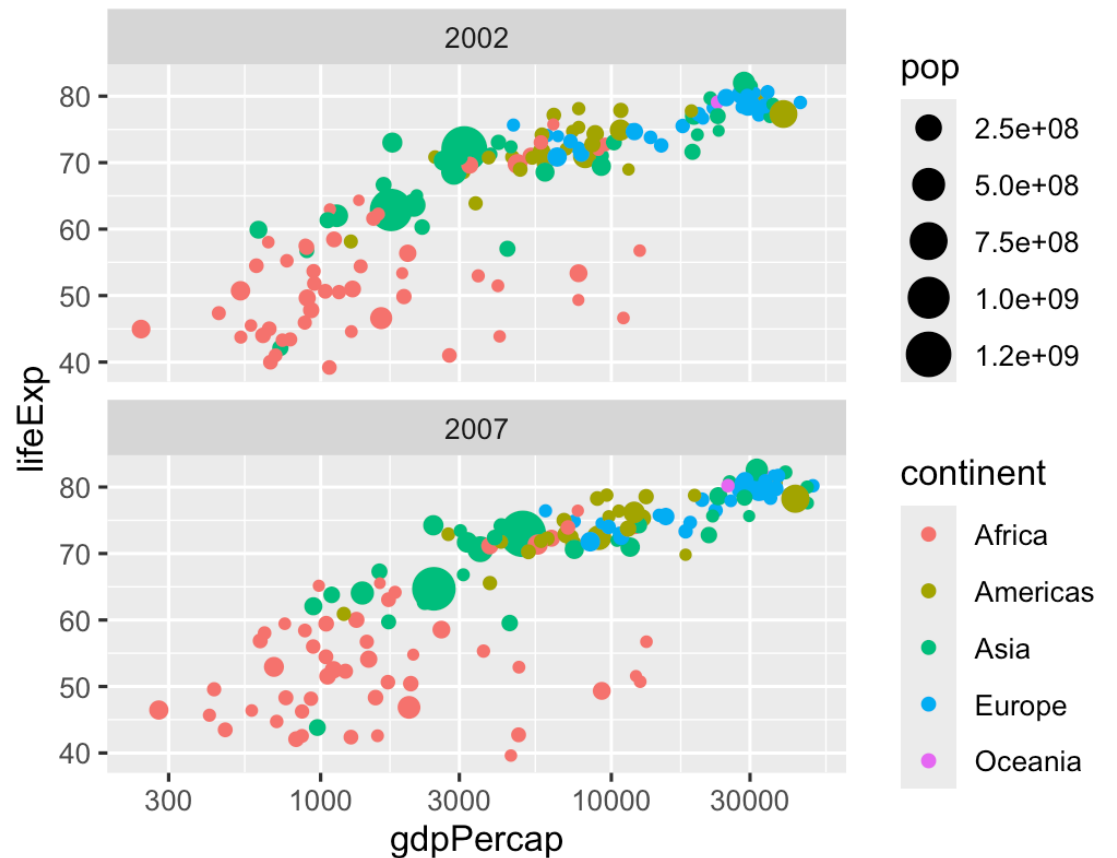 2002
80
70
60
50
40
2007
80
70
60
50
40
300 1000 3000 10000 30000
gdpPercap
lifeExp
pop
2.5e+08
5.0e+08
7.5e+08
1.0e+09
1.2e+09
continent
Africa
Americas
Asia
Europe
Oceania